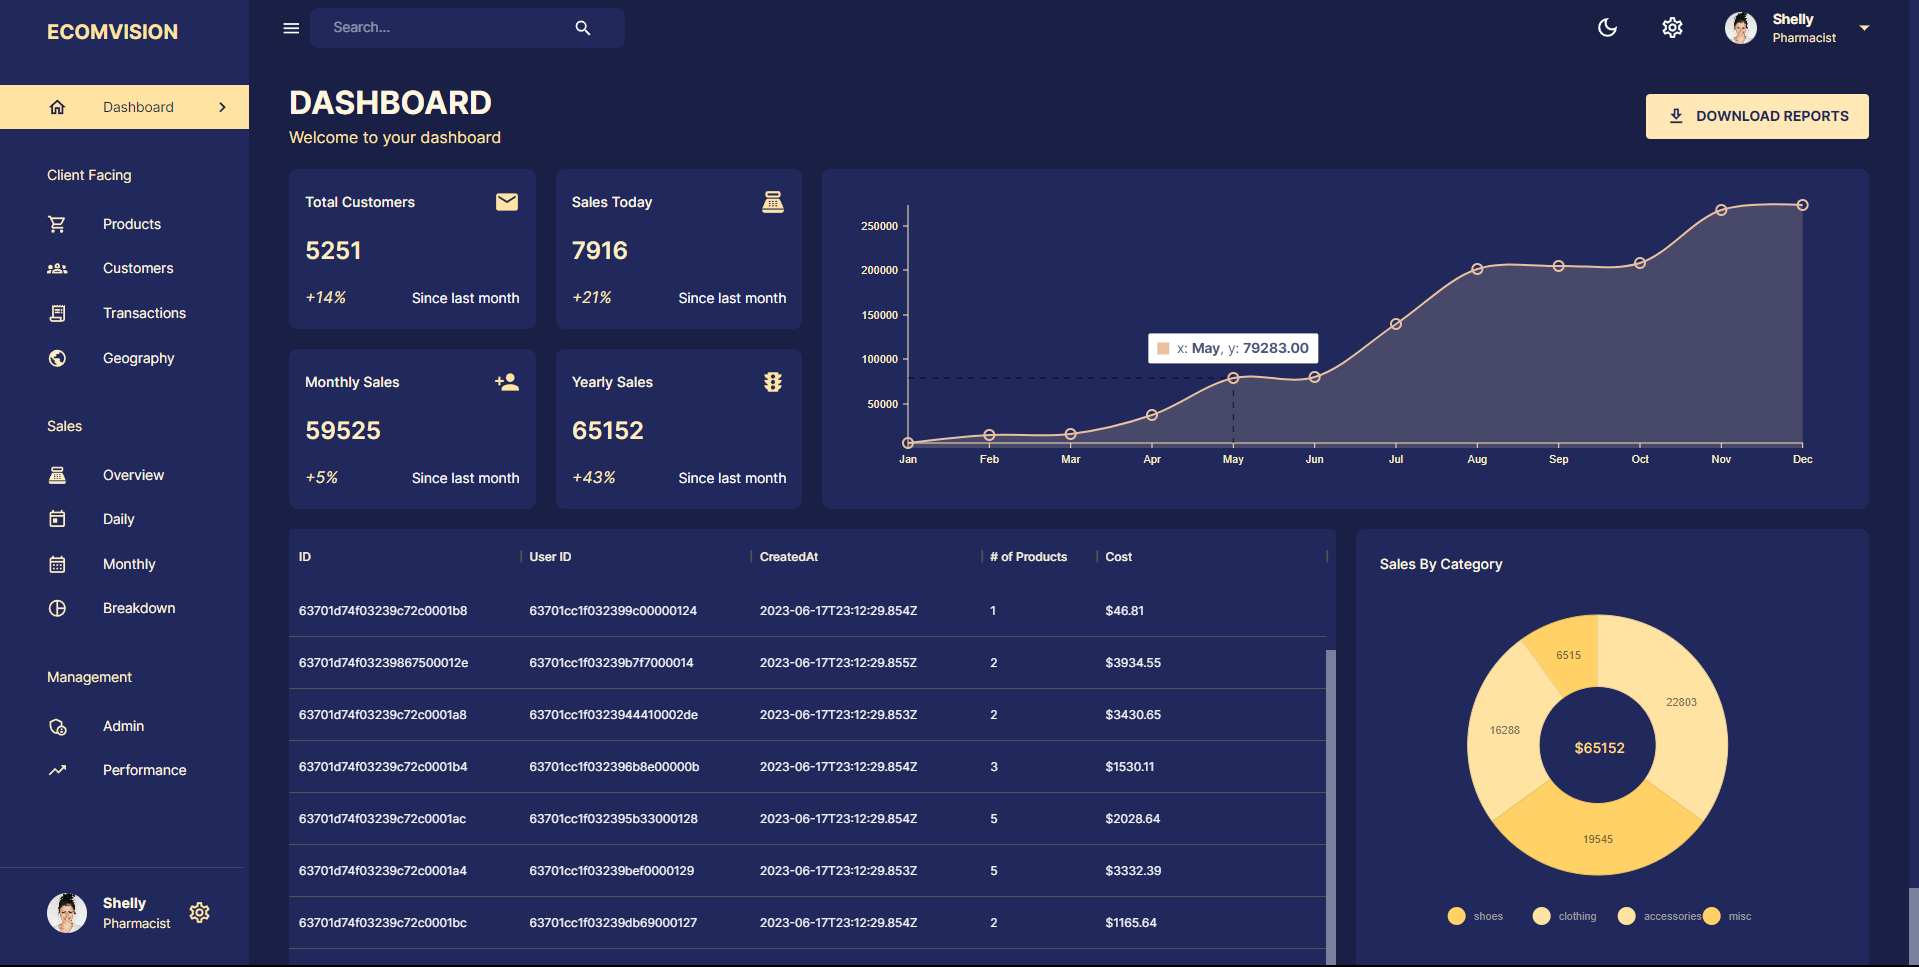 ECOMVISION
Search...
Shelly
Pharmacist
Dashboard
Client Facing
Products
Customers
Transactions
Geography
Sales
Overview
Daily
Monthly
Breakdown
Management
Admin
Performance
Shelly
Pharmacist
DASHBOARD
Welcome to your dashboard
DOWNLOAD REPORTS
Total Customers
5251
+14% Since last month
Sales Today
7916
+21% Since last month
Monthly Sales
59525
+5% Since last month
Yearly Sales
65152
+43% Since last month
250000
200000
150000
100000
50000
x: May, y: 79283.00
Jan Feb Mar Apr May Jun Jul Aug Sep Oct Nov Dec
ID User ID CreatedAt # of Products Cost
63701d74f03239c72c0001b8 63701cc1f032399c00000124 2023-06-17T23:12:29.854Z 1 $46.81
63701d74f03239867500012e 63701cc1f03239b7f7000014 2023-06-17T23:12:29.855Z 2 $3934.55
63701d74f03239c72c0001a8 63701cc1f0323944410002de 2023-06-17T23:12:29.853Z 2 $3430.65
63701d74f03239c72c0001b4 63701cc1f032396b8e00000b 2023-06-17T23:12:29.854Z 3 $1530.11
63701d74f03239c72c0001ac 63701cc1f032395b33000128 2023-06-17T23:12:29.854Z 5 $2028.64
63701d74f03239c72c0001a4 63701cc1f03239bef0000129 2023-06-17T23:12:29.853Z 5 $3332.39
63701d74f03239c72c0001bc 63701cc1f03239db69000127 2023-06-17T23:12:29.854Z 2 $1165.64
Sales By Category
6515
22803
16288
$65152
19545
shoes clothing accessories misc